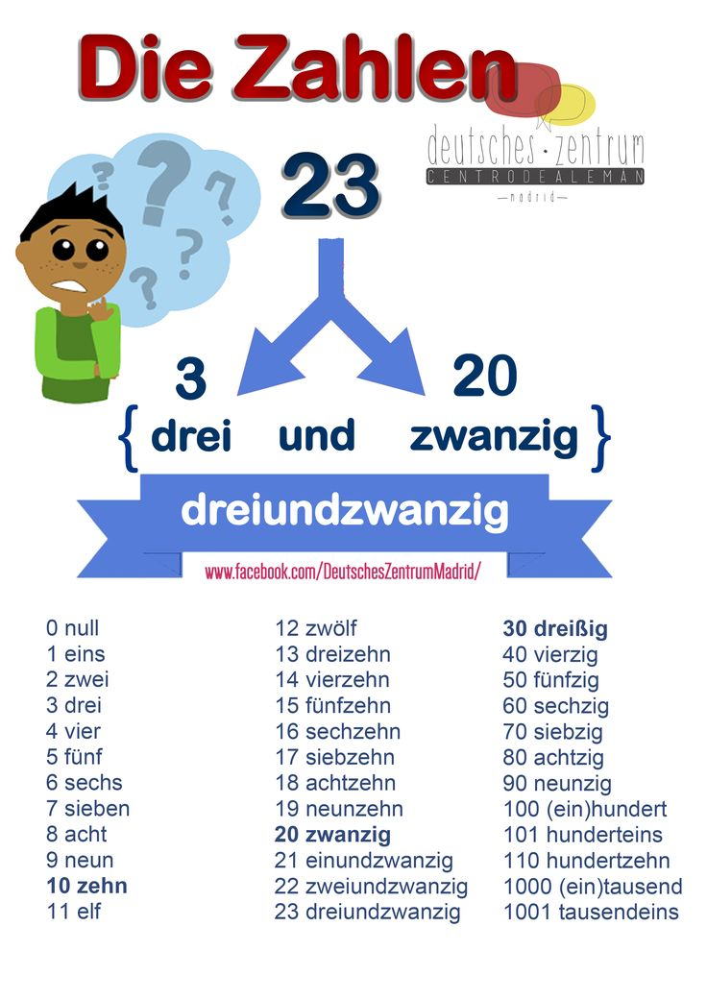 Die Zahlen
deutsches.zentrum
CENTRODEALEMÁN
—madrid—
? ? ? ? ?
23
3 20
{ drei und zwanzig }
dreiundzwanzig
www.facebook.com/DeutschesZentrumMadrid/
0 null
1 eins
2 zwei
3 drei
4 vier
5 fünf
6 sechs
7 sieben
8 acht
9 neun
10 zehn
11 elf
12 zwölf
13 dreizehn
14 vierzehn
15 fünfzehn
16 sechzehn
17 siebzehn
18 achtzehn
19 neunzehn
20 zwanzig
21 einundzwanzig
22 zweiundzwanzig
23 dreiundzwanzig
30 dreißig
40 vierzig
50 fünfzig
60 sechzig
70 siebzig
80 achtzig
90 neunzig
100 (ein)hundert
101 hunderteins
110 hundertzehn
1000 (ein)tausend
1001 tausendeins